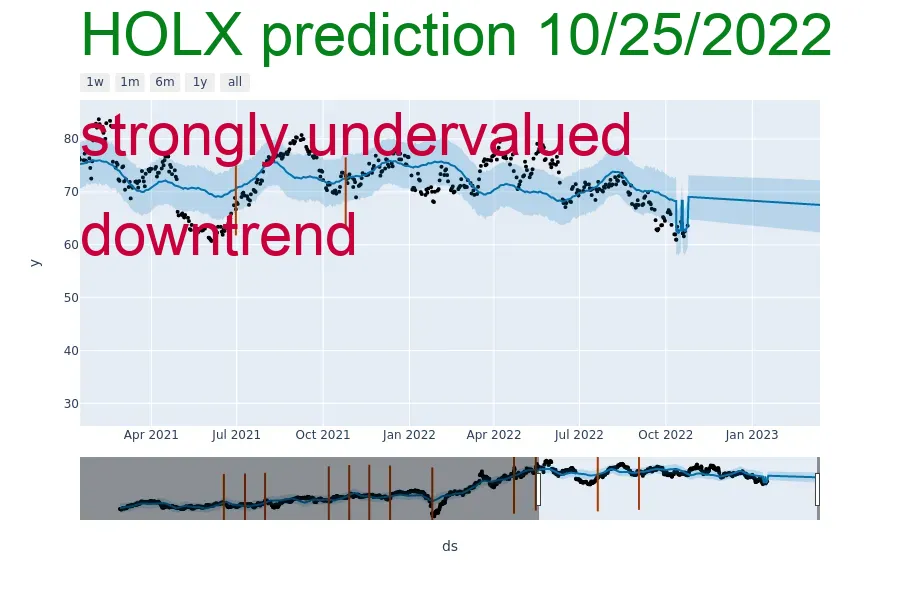 HOLX prediction 10/25/2022
1w 1m 6m 1y all
strongly undervalued
downtrend
80
70
60
50
40
30
y
Apr 2021 Jul 2021 Oct 2021 Jan 2022 Apr 2022 Jul 2022 Oct 2022 Jan 2023
ds